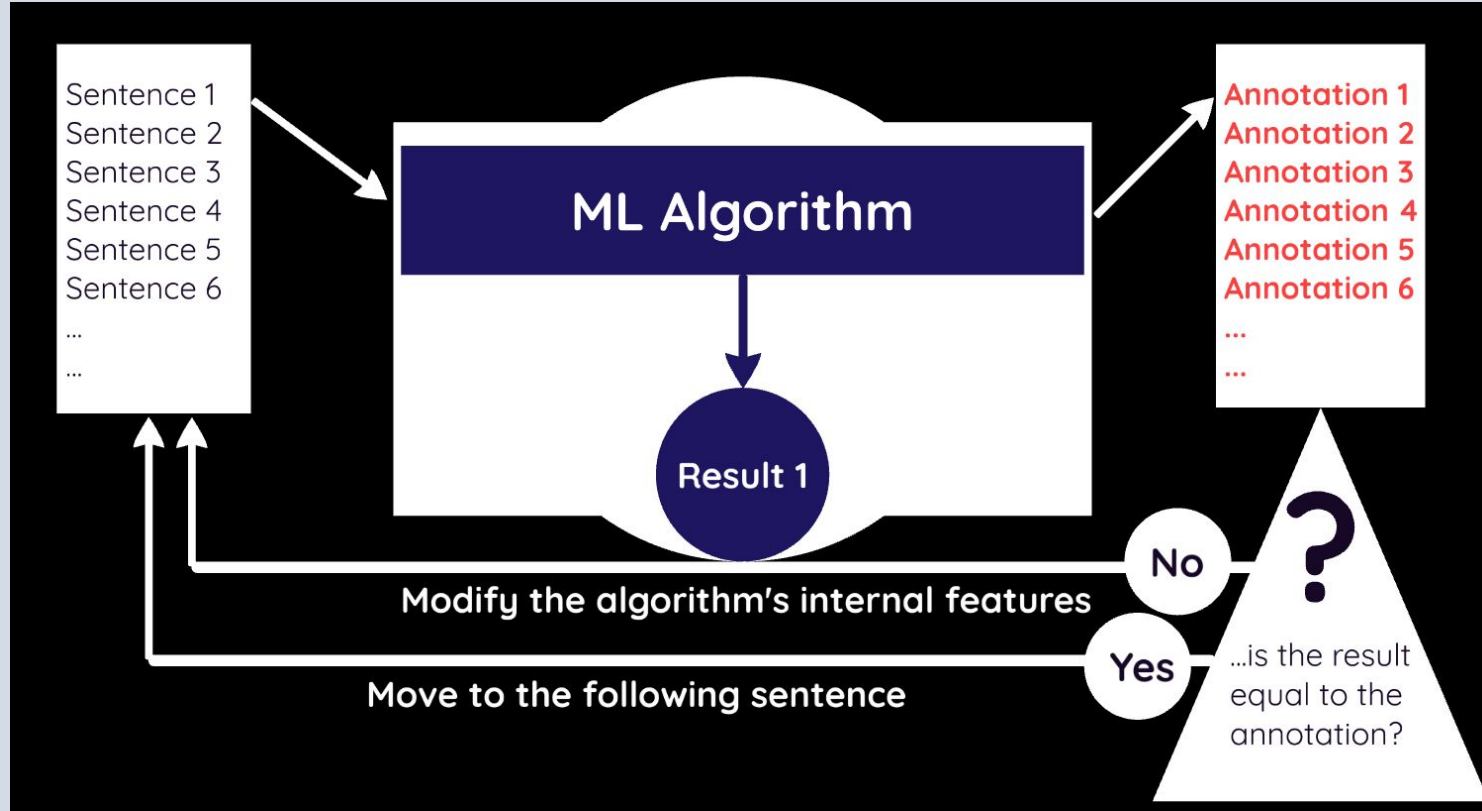 Sentence 1
Sentence 2
Sentence 3
Sentence 4
Sentence 5
Sentence 6
...
...
ML Algorithm
Result 1
Annotation 1
Annotation 2
Annotation 3
Annotation 4
Annotation 5
Annotation 6
...
...
?
...is the result
equal to the
annotation?
No
Modify the algorithm's internal features
Yes
Move to the following sentence